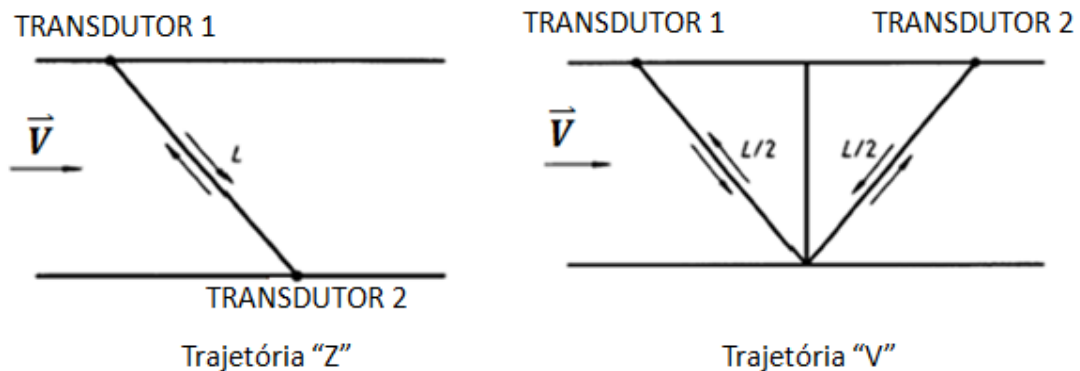 TRANSDUTOR 1
V
L
TRANSDUTOR 2
Trajetória “Z”
TRANSDUTOR 1
TRANSDUTOR 2
V
L/2
L/2
Trajetória “V”